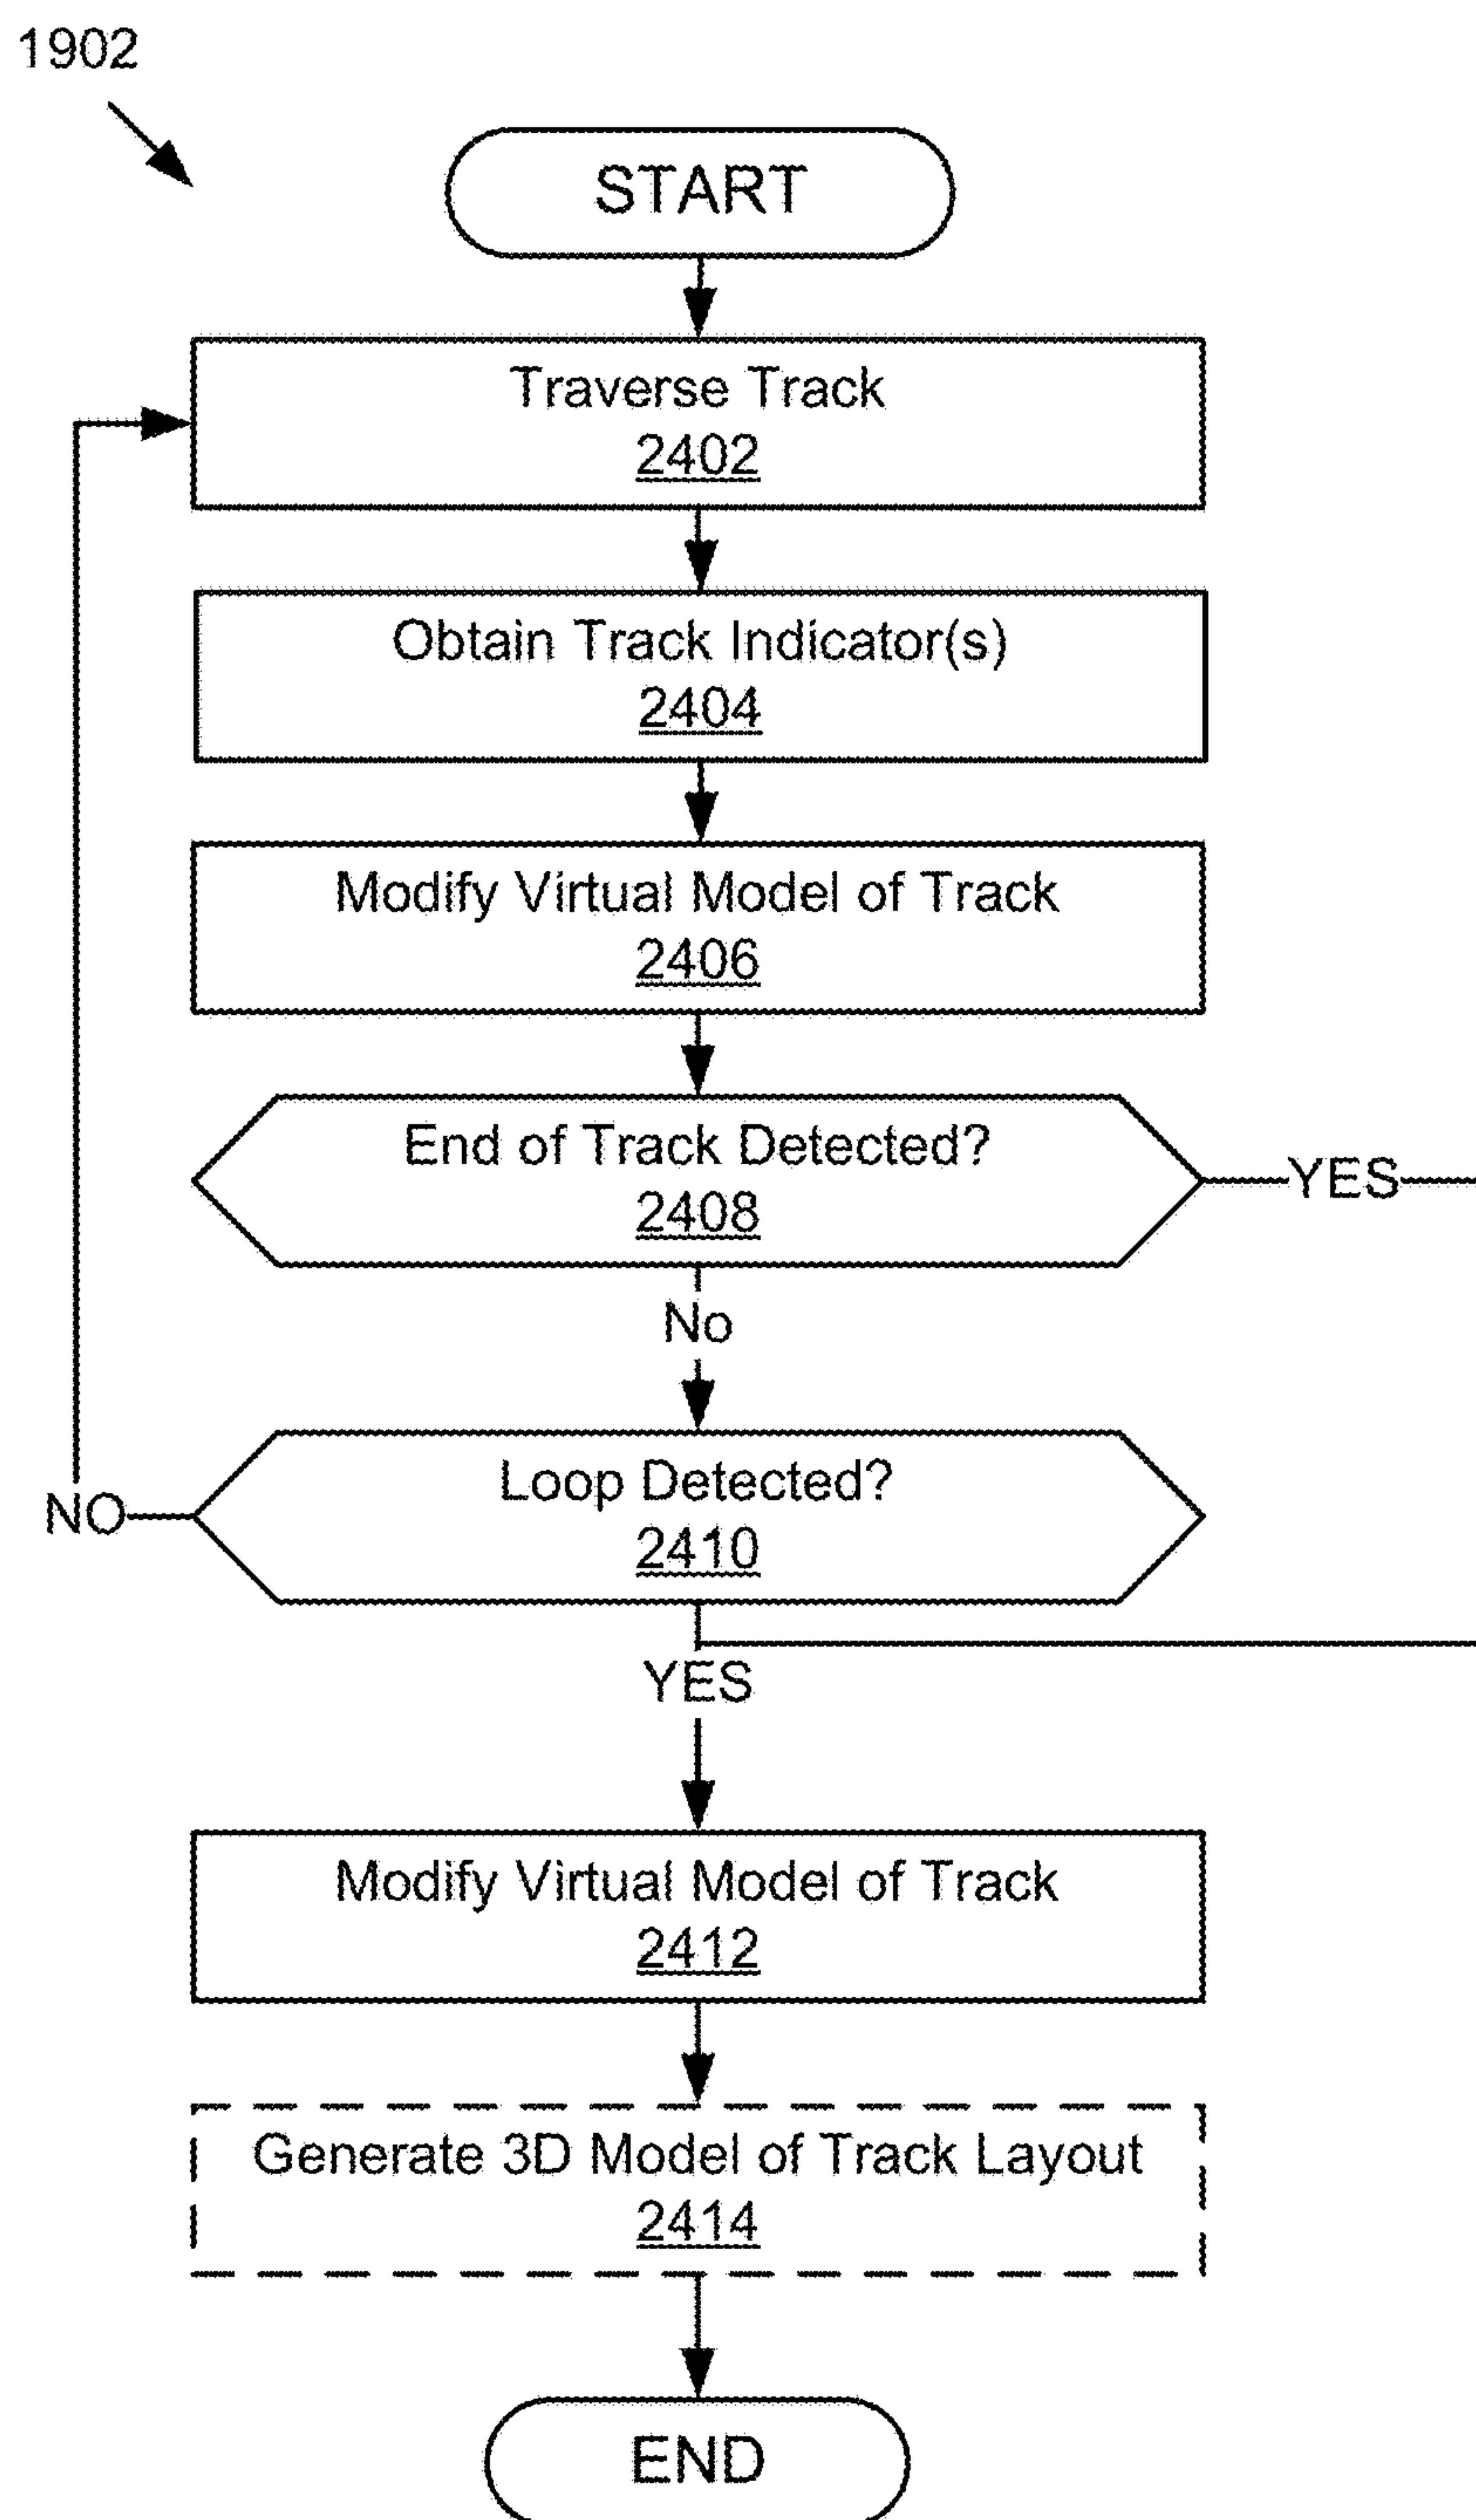 1902
START
Traverse Track
2402
Obtain Track Indicator(s)
2404
Modify Virtual Model of Track
2406
End of Track Detected?
2408
YES
No
Loop Detected?
2410
NO
YES
Modify Virtual Model of Track
2412
Generate 3D Model of Track Layout
2414
END